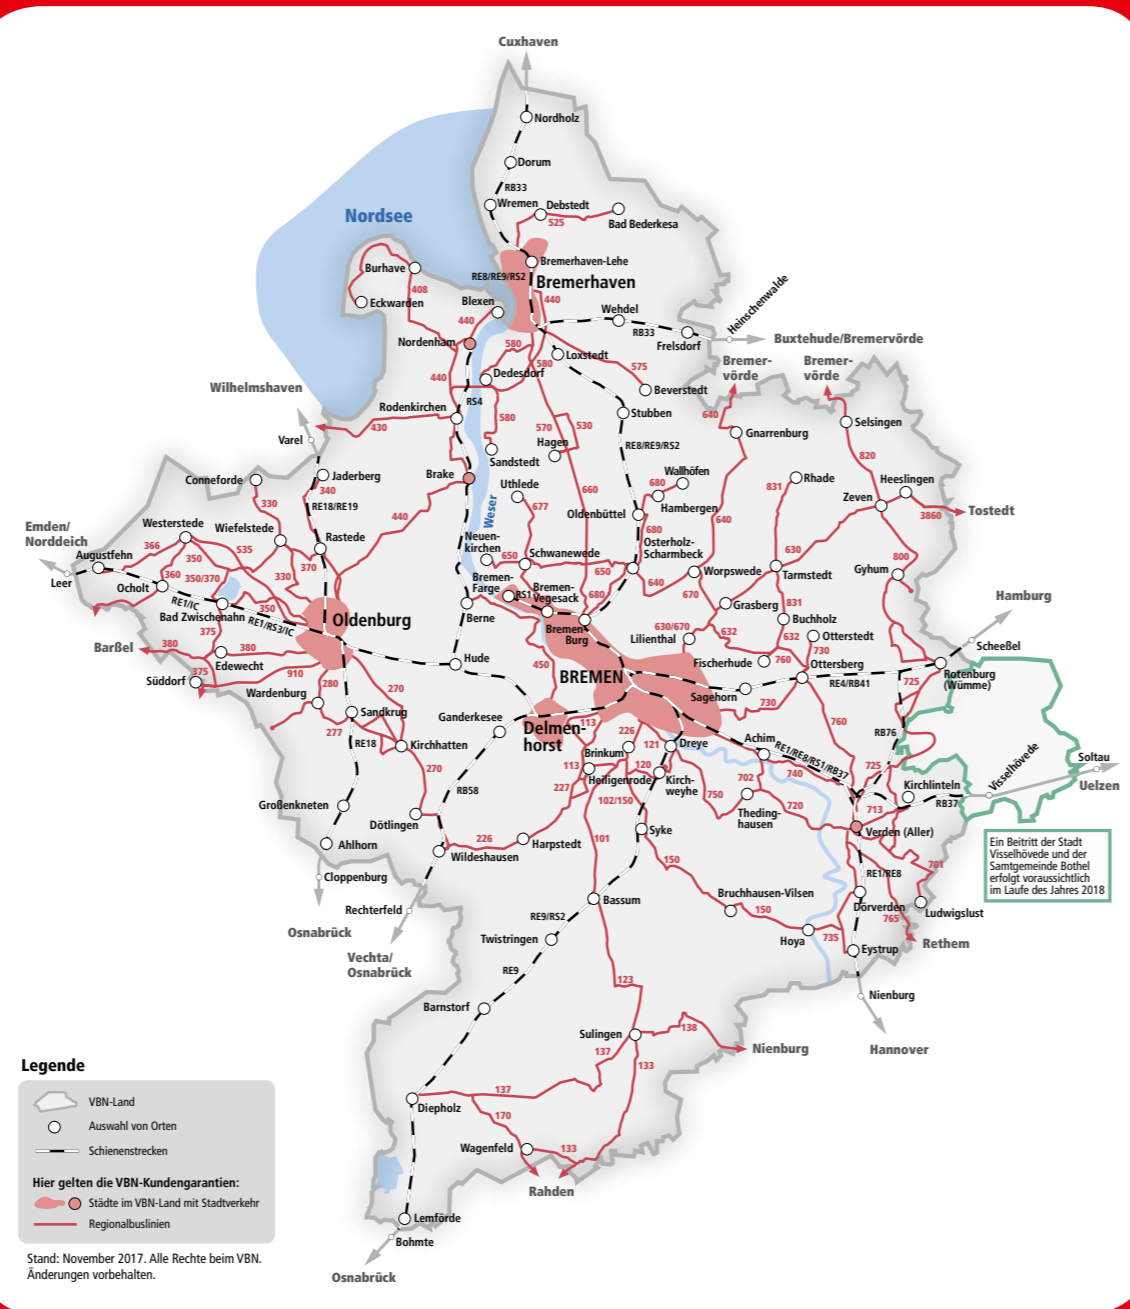 Cuxhaven
Nordholz
Dorum
RB33
Wremen
Debstedt
525
Bad Bederkesa
Nordsee
Burhave
408
Eckwarden
Blexen
RE8/RE9/RS2
Bremerhaven-Lehe
Bremerhaven
440
440
Wehdel
RB33
Frelsdorf
Heinschenwalde
Buxtehude/Bremervörde
Nordenham
580
580
Loxstedt
575
Bremer-
vörde
Bremer-
vörde
Wilhelmshaven
440
Dedesdorf
Beverstedt
Rodenkirchen
RS4
430
580
570
530
Stubben
640
Gnarrenburg
Selsingen
Varel
Hagen
RE8/RE9/RS2
820
Sandstedt
Conneforde
Jaderberg
340
Brake
Uthlede
Wallhöfen
680
831
Rhade
Heeslingen
330
RE18/RE19
Weser
677
660
Hambergen
Zeven
3860
Tostedt
Emden/
Norddeich
Westerstede
Wiefelstede
440
Oldenbüttel
640
366
535
Rastede
680
Augustfehn
350
Neuen-
kirchen
650
Schwanewede
Osterholz-
Scharmbeck
630
800
Leer
Ocholt
360
350/370
330
370
650
640
Worpswede
Tarmstedt
Gyhum
RE1/IC
Bremen-
Farge
RS1
Bremen-
Vegesack
680
670
Hamburg
Bad Zwischenahn
350
RE1/RS3/IC
Oldenburg
Berne
Bremen
Burg
Grasberg
831
Buchholz
375
630/670
Lilienthal
632
632
Otterstedt
Scheeßel
Barßel
380
380
730
Edewecht
Hude
450
BREMEN
Fischerhude
760
Ottersberg
Rotenburg
(Wümme)
Süddorf
375
910
RE4/RB41
725
Wardenburg
280
270
Sagehorn
730
Sandkrug
Ganderkesee
Delmen-
horst
113
760
277
226
RB76
RE18
Kirchhatten
Brinkum
121
Dreye
Achim
RE1/RE8/RS1/RB37
Visselhövede
Soltau
270
113
120
725
Heiligenrode
Kirch-
weyhe
702
740
Kirchlinteln
Uelzen
RB58
227
102/150
750
720
RB37
Großenkneten
Theding-
hausen
713
Dötlingen
Syke
Verden (Aller)
226
Harpstedt
101
Ahlhorn
Wildeshausen
150
701
Ein Beitritt der Stadt
Visselhövede und der
Samtgemeinde Bothel
erfolgt voraussichtlich
im Laufe des Jahres 2018
Cloppenburg
RE1/RE8
Bruchhausen-Vilsen
Rechterfeld
RE9/RS2
Bassum
150
Dörverden
765
Ludwigslust
Osnabrück
Twistringen
Hoya
735
Rethem
Vechta/
Osnabrück
Eystrup
RE9
123
Nienburg
Barnstorf
Sulingen
138
Nienburg
Hannover
137
133
137
Diepholz
170
Wagenfeld
133
Rahden
Lemförde
Bohmte
Osnabrück
Legende
VBN-Land
Auswahl von Orten
Schienenstrecken
Hier gelten die VBN-Kundengarantien:
Städte im VBN-Land mit Stadtverkehr
Regionalbuslinien
Stand: November 2017. Alle Rechte beim VBN.
Änderungen vorbehalten.